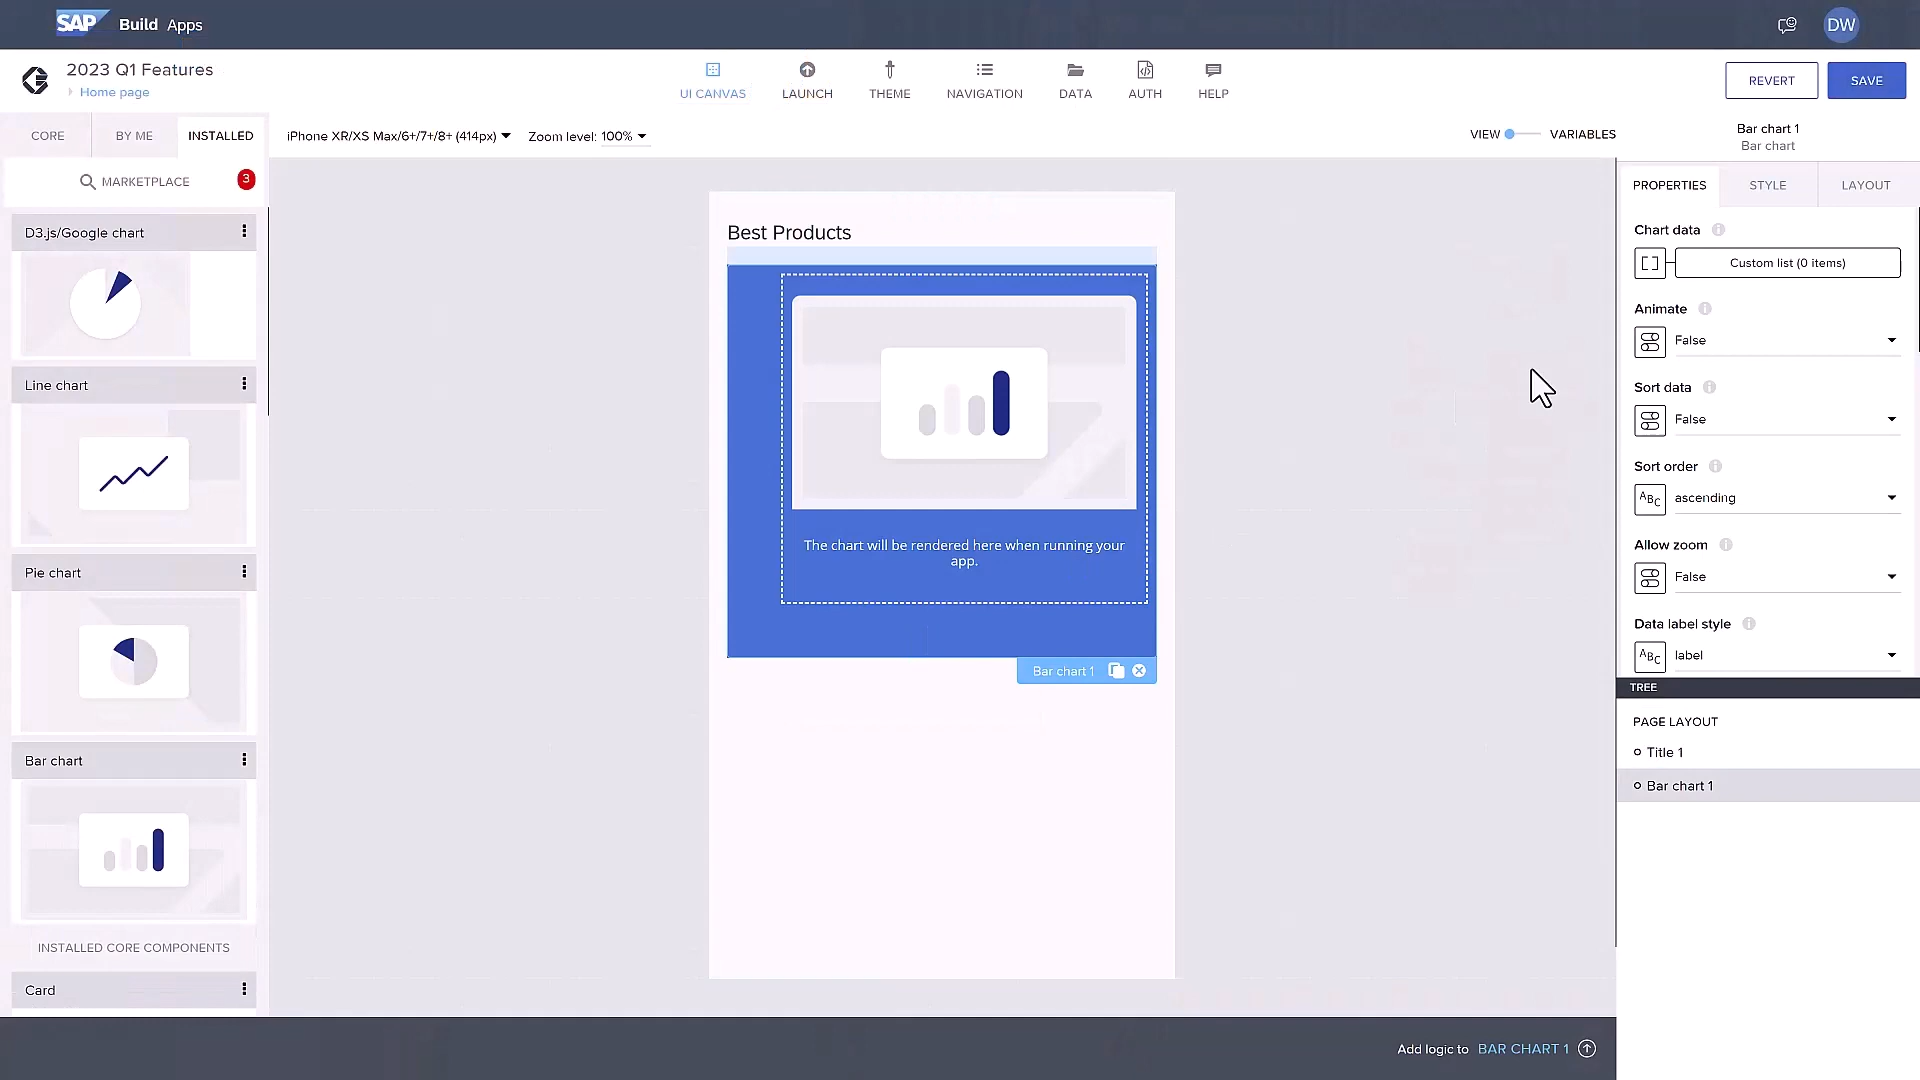 SAP Build Apps
DW
2023 Q1 Features
Home page
UI CANVAS
LAUNCH
THEME
NAVIGATION
DATA
AUTH
HELP
REVERT
SAVE
CORE
BY ME
INSTALLED
iPhone XR/XS Max/6+/7+/8+ (414px)
Zoom level: 100%
VIEW
VARIABLES
Bar chart 1
Bar chart
MARKETPLACE
3
D3.js/Google chart
Line chart
Pie chart
Bar chart
INSTALLED CORE COMPONENTS
Card
Best Products
The chart will be rendered here when running your
app.
Bar chart 1
PROPERTIES
STYLE
LAYOUT
Chart data
Custom list (0 items)
Animate
False
Sort data
False
Sort order
ABC
ascending
Allow zoom
False
Data label style
ABC
label
TREE
PAGE LAYOUT
Title 1
Bar chart 1
Add logic to BAR CHART 1